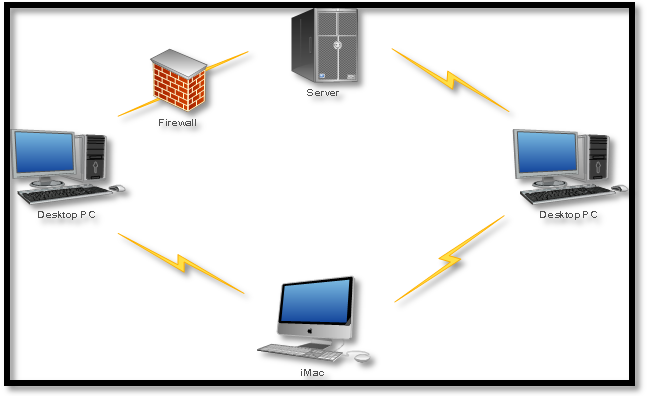 Server
Firewall
Desktop PC
Desktop PC
iMac